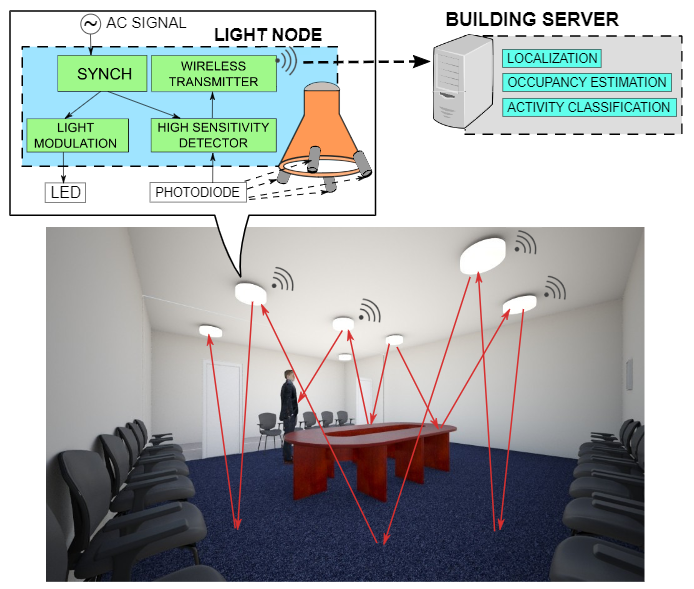 AC SIGNAL
LIGHT NODE
SYNCH
WIRELESS
TRANSMITTER
LIGHT
MODULATION
HIGH SENSITIVITY
DETECTOR
LED
PHOTODIODE
BUILDING SERVER
LOCALIZATION
OCCUPANCY ESTIMATION
ACTIVITY CLASSIFICATION